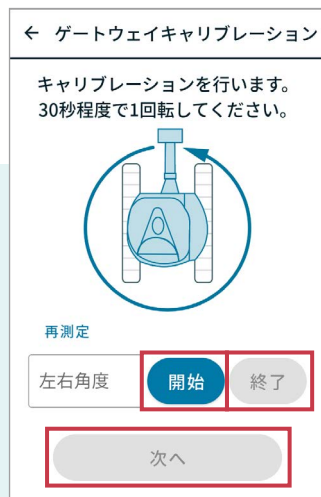 ← ゲートウェイキャリブレーション
キャリブレーションを行います。
30秒程度で1回転してください。
再測定
左右角度 開始 終了
次へ